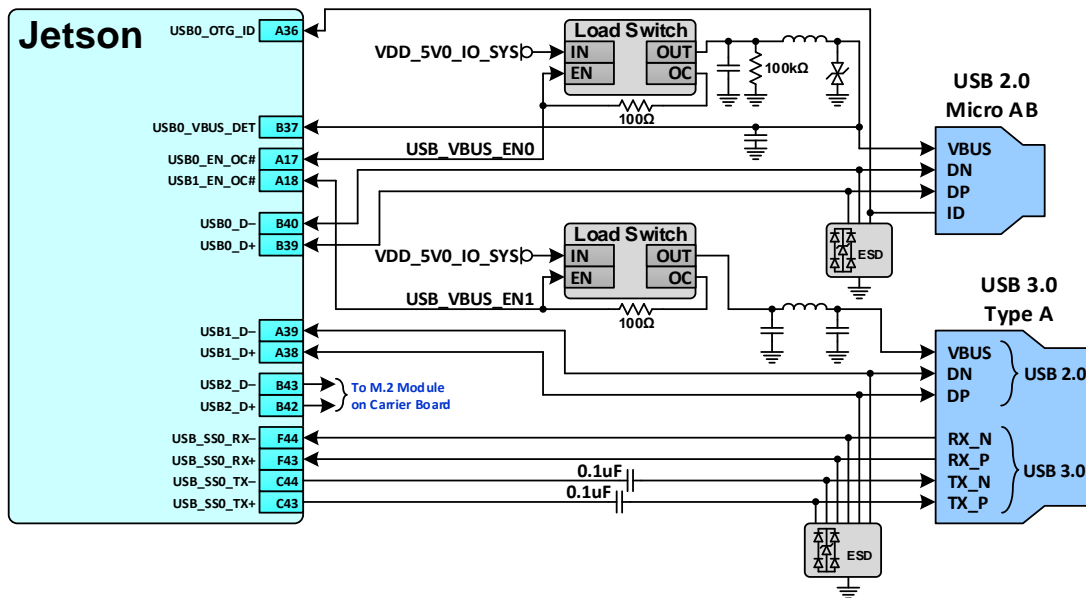 Jetson
USB0_OTG_ID A36
USB0_VBUS_DET B37
USB0_EN_OC# A17
USB1_EN_OC# A18
USB0_D– B40
USB0_D+ B39
USB1_D– A39
USB1_D+ A38
USB2_D– B43
USB2_D+ B42
USB_SS0_RX– F44
USB_SS0_RX+ F43
USB_SS0_TX– C44
USB_SS0_TX+ C43
To M.2 Module
on Carrier Board
VDD_5V0_IO_SYS
Load Switch
IN OUT
EN OC
100Ω
100kΩ
USB_VBUS_EN0
VDD_5V0_IO_SYS
Load Switch
IN OUT
EN OC
100Ω
USB_VBUS_EN1
0.1uF
0.1uF
ESD
ESD
USB 2.0
Micro AB
VBUS
DN
DP
ID
USB 3.0
Type A
VBUS
DN
DP
USB 2.0
RX_N
RX_P
TX_N
TX_P
USB 3.0